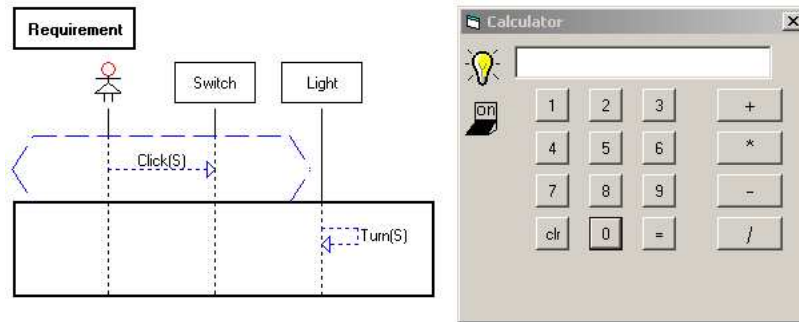 Requirement
Switch
Light
Click(S)
Turn(S)
Calculator
on
1 2 3 +
4 5 6 *
7 8 9 -
clr 0 = /